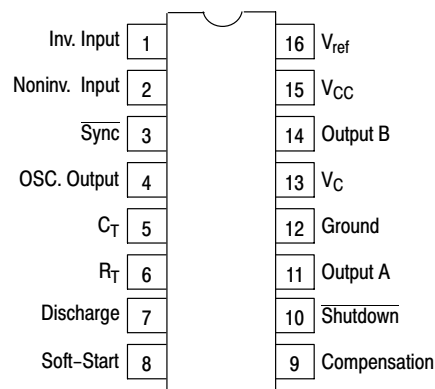 Inv. Input 1 16 Vref
Noninv. Input 2 15 VCC
Sync 3 14 Output B
OSC. Output 4 13 VC
CT 5 12 Ground
RT 6 11 Output A
Discharge 7 10 Shutdown
Soft-Start 8 9 Compensation